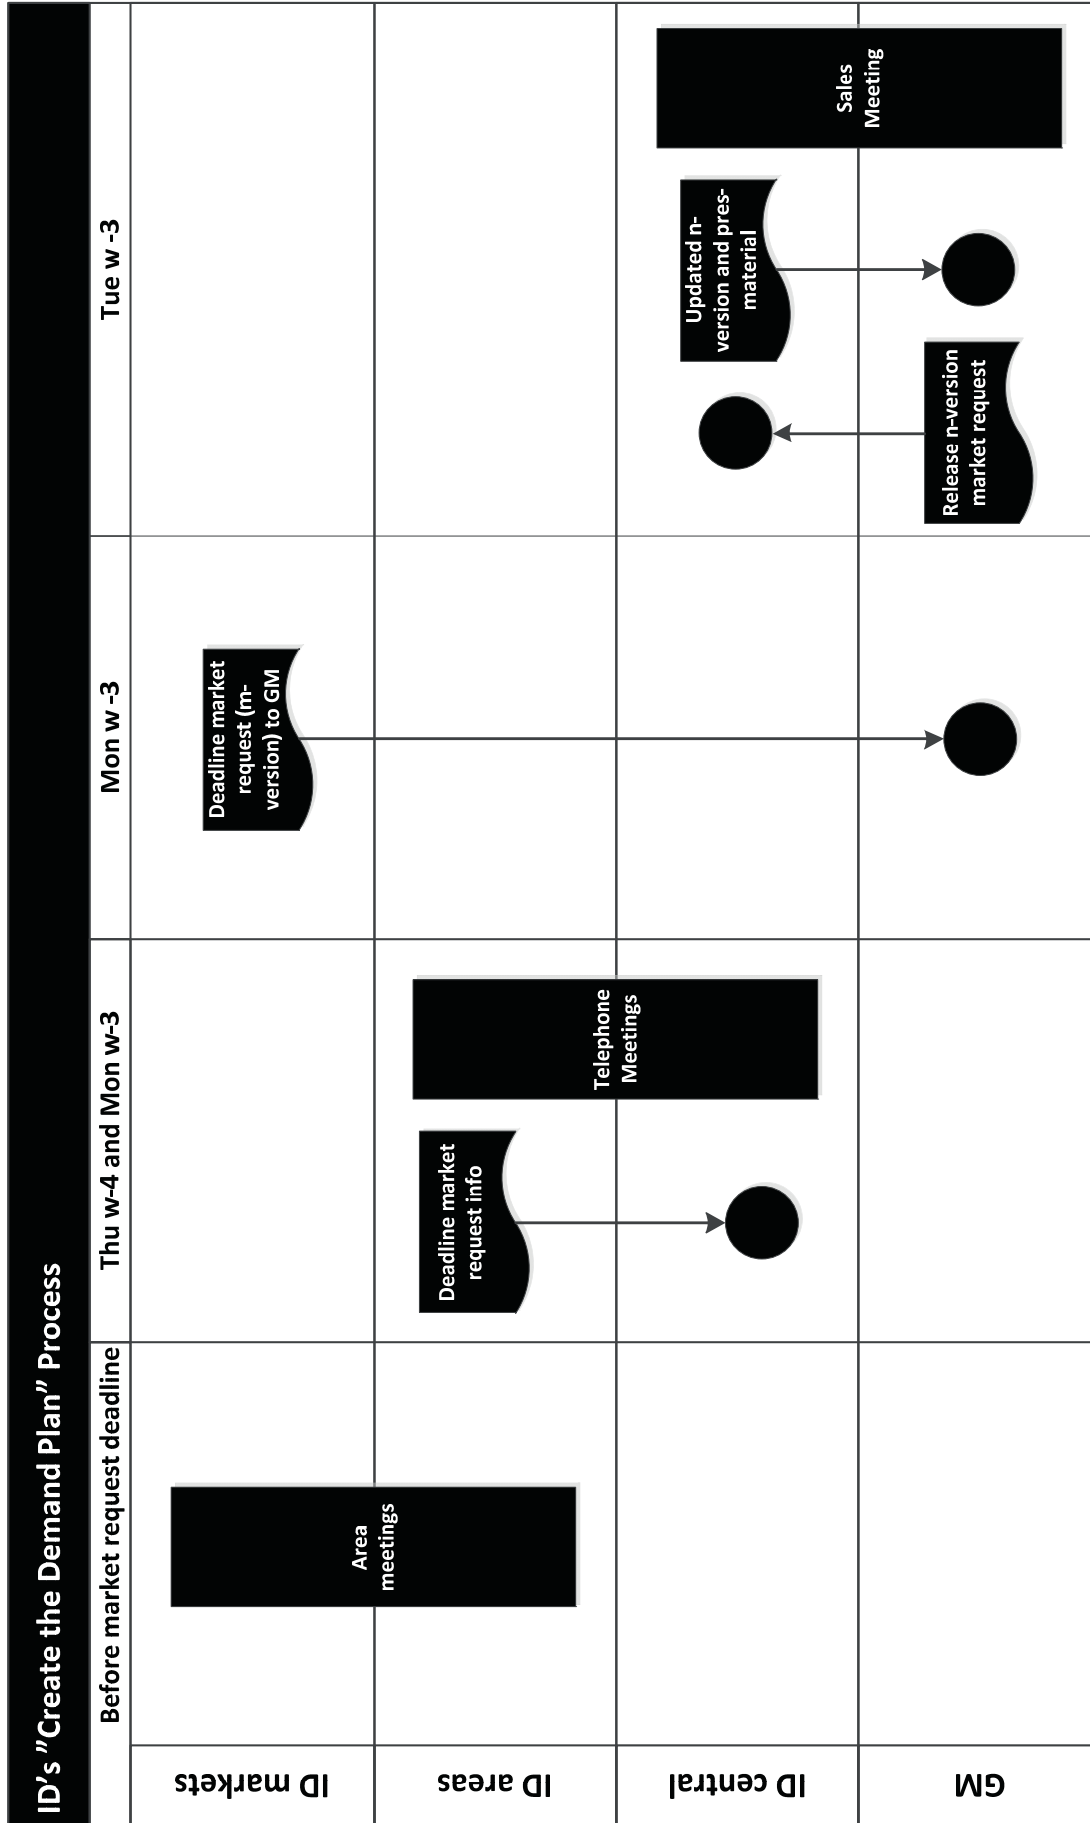 ID's ”Create the Demand Plan” Process
Before market request deadline
Thu w-4 and Mon w-3
Mon w -3
Tue w -3
ID markets
ID areas
ID central
GM
Area
meetings
Deadline market
request info
Telephone
Meetings
Deadline market
request (m-
version) to GM
Release n-version
market request
Updated n-
version and pres-
material
Sales
Meeting